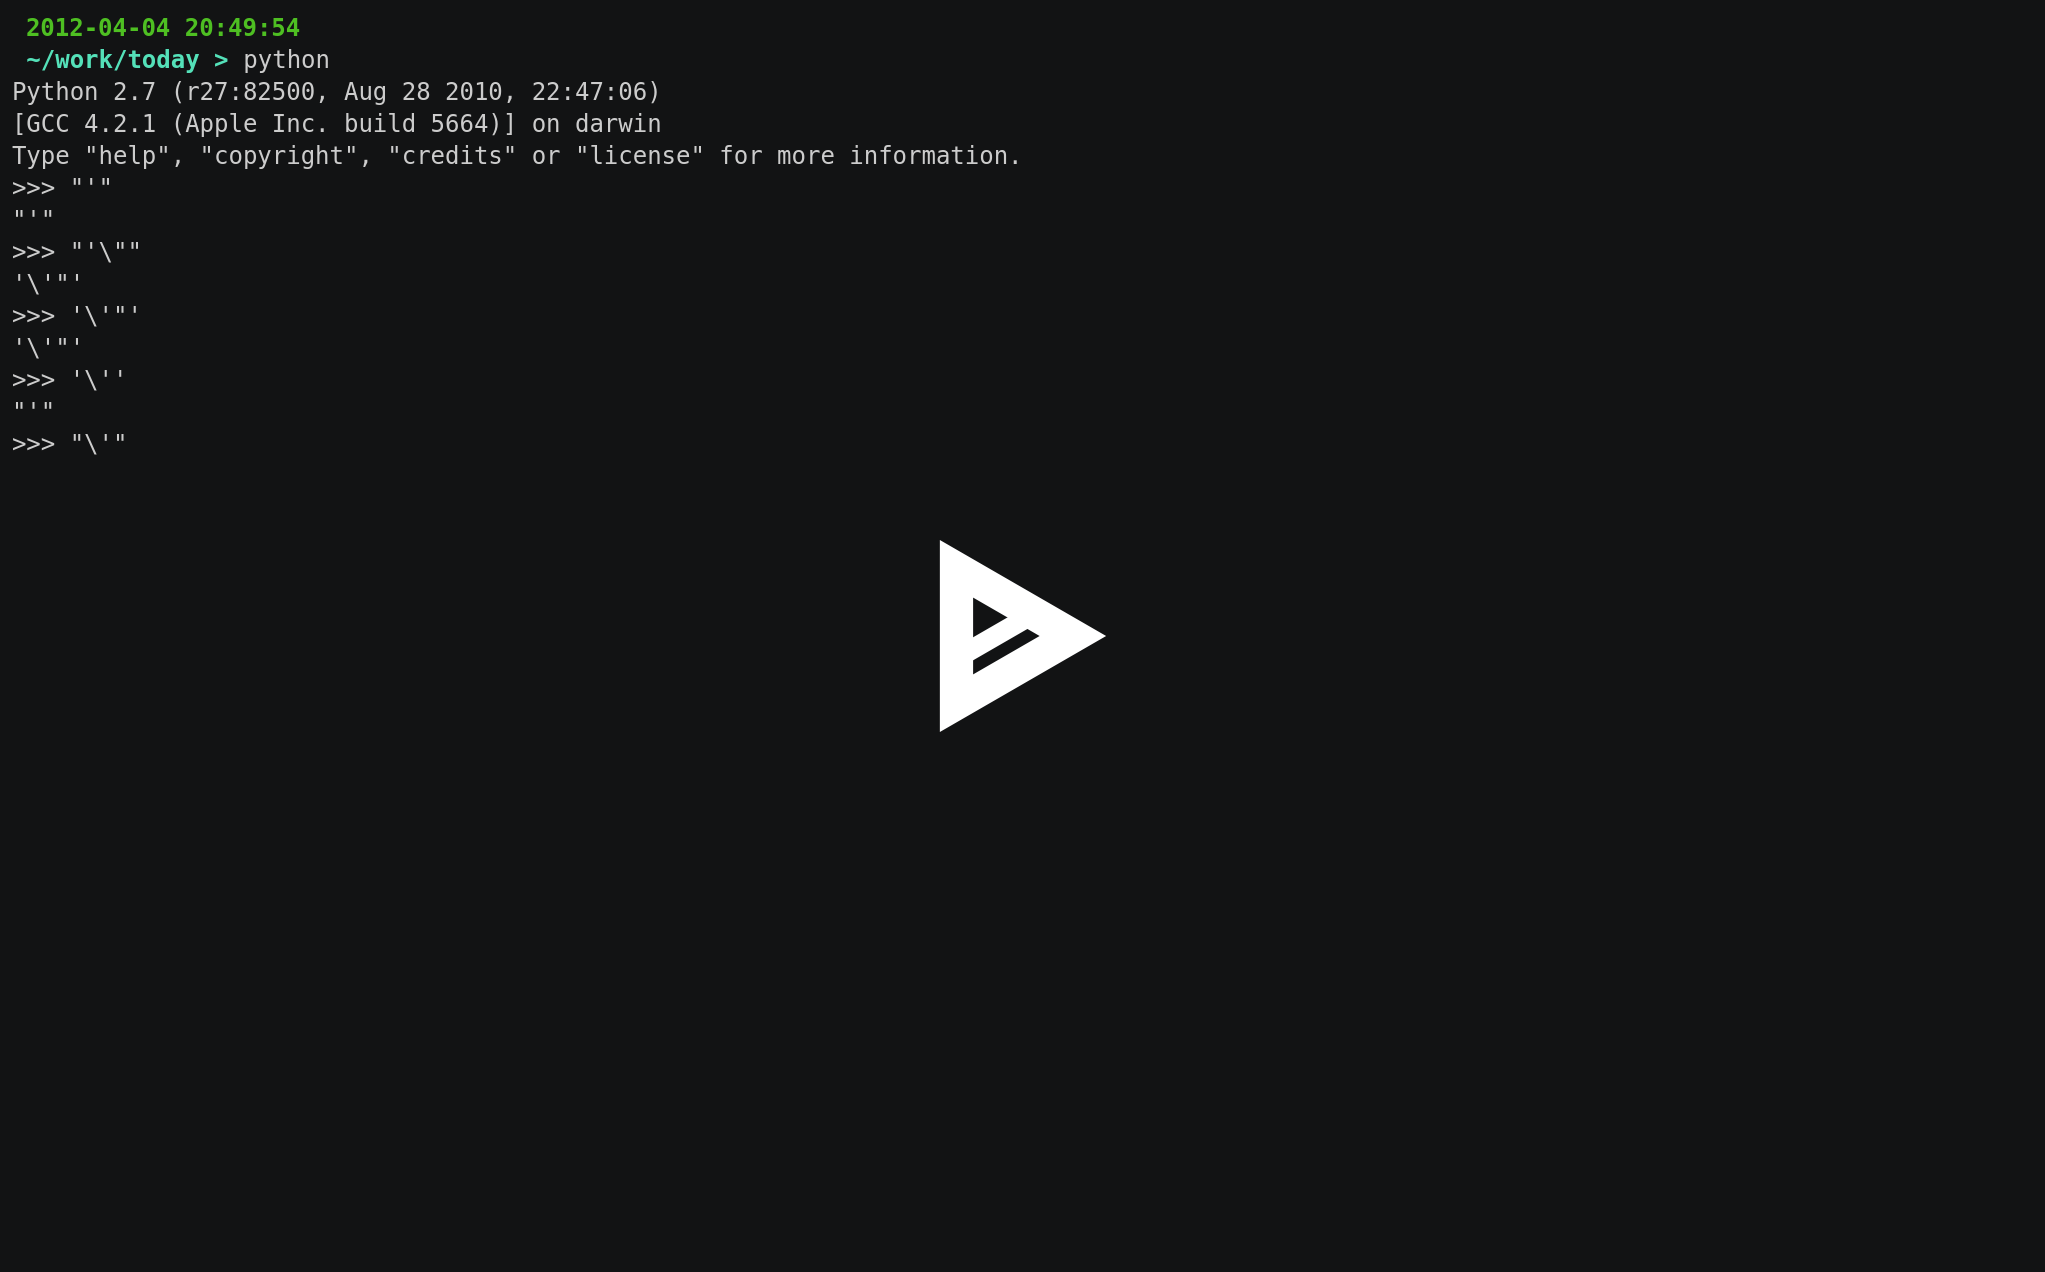 2012-04-04 20:49:54
~/work/today > python
Python 2.7 (r27:82500, Aug 28 2010, 22:47:06)
[GCC 4.2.1 (Apple Inc. build 5664)] on darwin
Type "help", "copyright", "credits" or "license" for more information.
>>> "'"
"'"
>>> "'\""
'\'"'
>>> '\'"'
'\'"'
>>> '\''
"'"
>>> "\'"